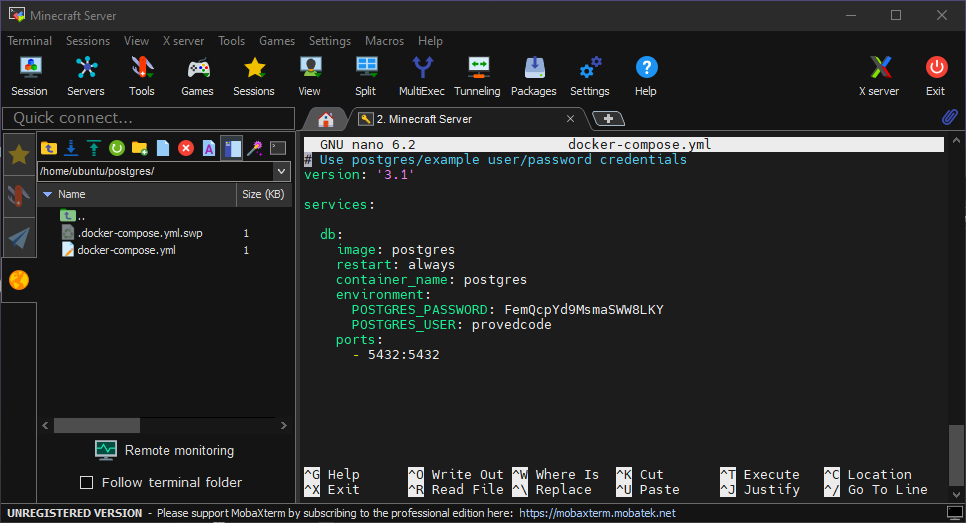 Minecraft Server
Terminal Sessions View X server Tools Games Settings Macros Help
Session Servers Tools Games Sessions View Split MultiExec Tunneling Packages Settings Help X server Exit
Quick connect...
2. Minecraft Server
/home/ubuntu/postgres/
Name Size (KB)
..
.docker-compose.yml.swp 1
docker-compose.yml 1
Remote monitoring
Follow terminal folder
GNU nano 6.2 docker-compose.yml
# Use postgres/example user/password credentials
version: '3.1'
services:
db:
image: postgres
restart: always
container_name: postgres
environment:
POSTGRES_PASSWORD: FemQcpYd9MsmaSWW8LKY
POSTGRES_USER: provedcode
ports:
- 5432:5432
^G Help ^O Write Out ^W Where Is ^K Cut ^T Execute ^C Location
^X Exit ^R Read File ^\ Replace ^U Paste ^J Justify ^/ Go To Line
UNREGISTERED VERSION - Please support MobaXterm by subscribing to the professional edition here: https://mobaxterm.mobatek.net